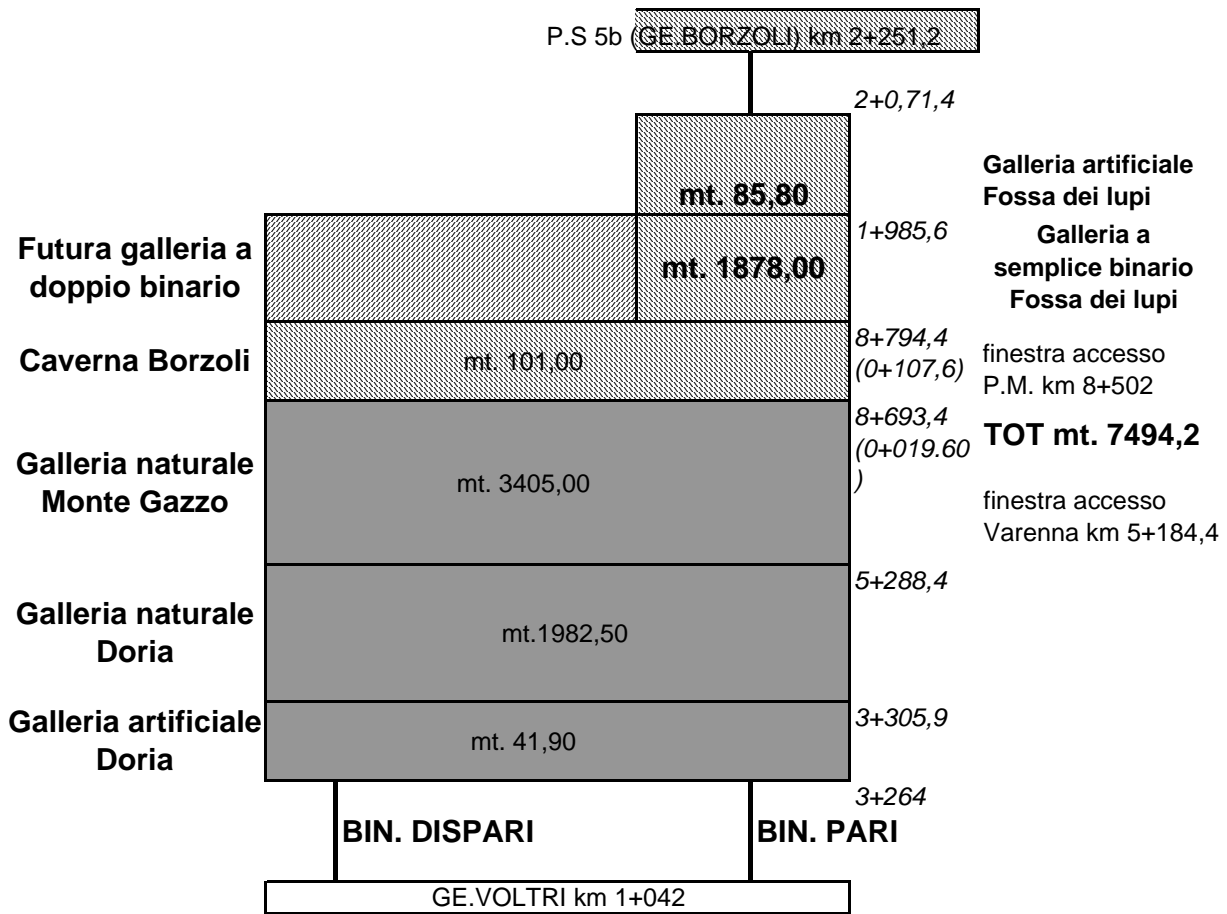 P.S 5b (GE.BORZOLI) km 2+251,2
2+0,71,4
Galleria artificiale
Fossa dei lupi
mt. 85,80
1+985,6
Galleria a
semplice binario
Fossa dei lupi
Futura galleria a
doppio binario
mt. 1878,00
8+794,4
(0+107,6)
finestra accesso
P.M. km 8+502
Caverna Borzoli
mt. 101,00
8+693,4
(0+019.60
)
TOT mt. 7494,2
Galleria naturale
Monte Gazzo
mt. 3405,00
finestra accesso
Varenna km 5+184,4
5+288,4
Galleria naturale
Doria
mt.1982,50
3+305,9
Galleria artificiale
Doria
mt. 41,90
3+264
BIN. DISPARI
BIN. PARI
GE.VOLTRI km 1+042